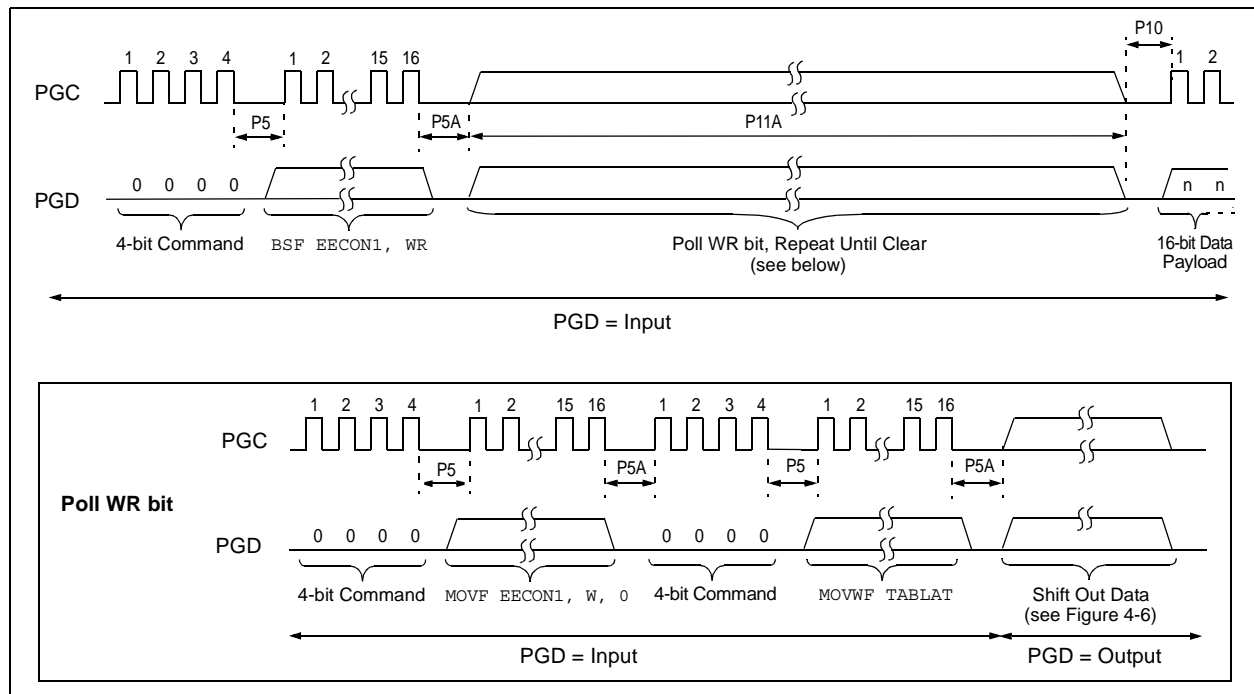 P10
1 2 3 4 1 2 15 16 1 2
PGC
P5 P5A P11A
0 0 0 0 n n
PGD
4-bit Command
BSF EECON1, WR
Poll WR bit, Repeat Until Clear
(see below)
16-bit Data
Payload
PGD = Input
1 2 3 4 1 2 15 16 1 2 3 4 1 2 15 16
PGC
P5 P5A P5 P5A
Poll WR bit
PGD
0 0 0 0 0 0 0 0
4-bit Command
MOVF EECON1, W, 0
4-bit Command
MOVWF TABLAT
Shift Out Data
(see Figure 4-6)
PGD = Input
PGD = Output